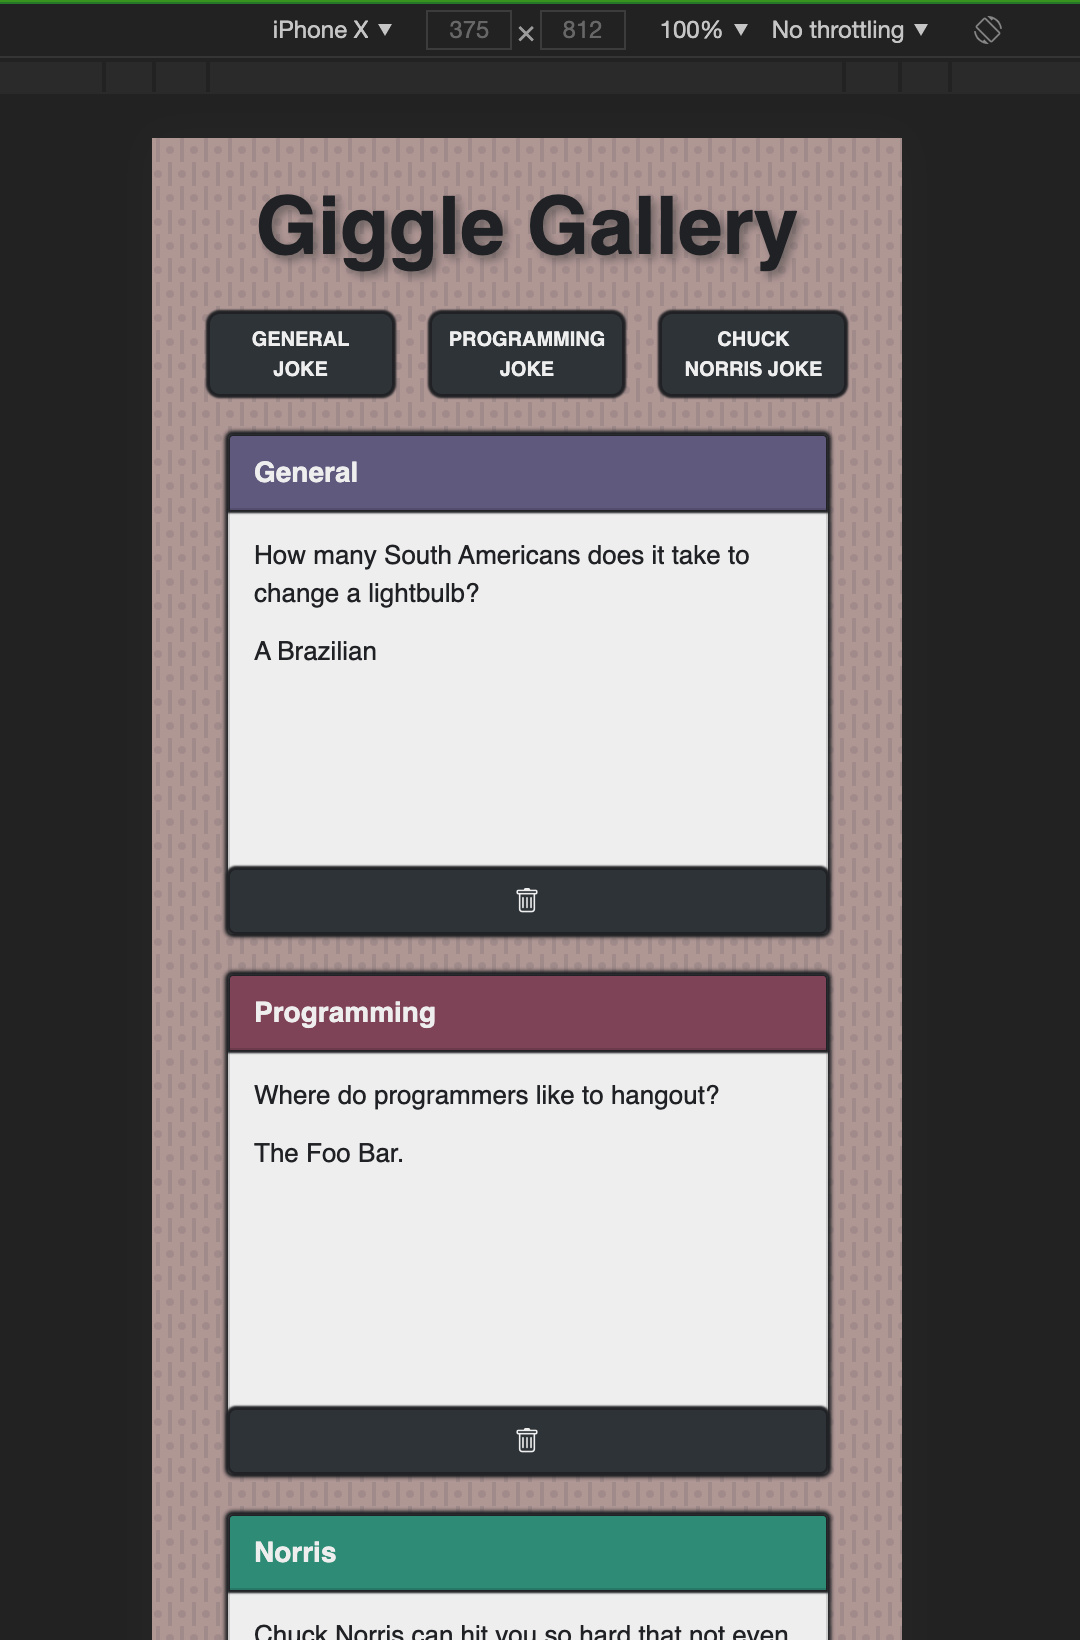 iPhone X ▼ 375 × 812 100% ▼ No throttling ▼
Giggle Gallery
GENERAL
JOKE
PROGRAMMING
JOKE
CHUCK
NORRIS JOKE
General
How many South Americans does it take to
change a lightbulb?
A Brazilian
Programming
Where do programmers like to hangout?
The Foo Bar.
Norris
Chuck Norris can hit you so hard that not even